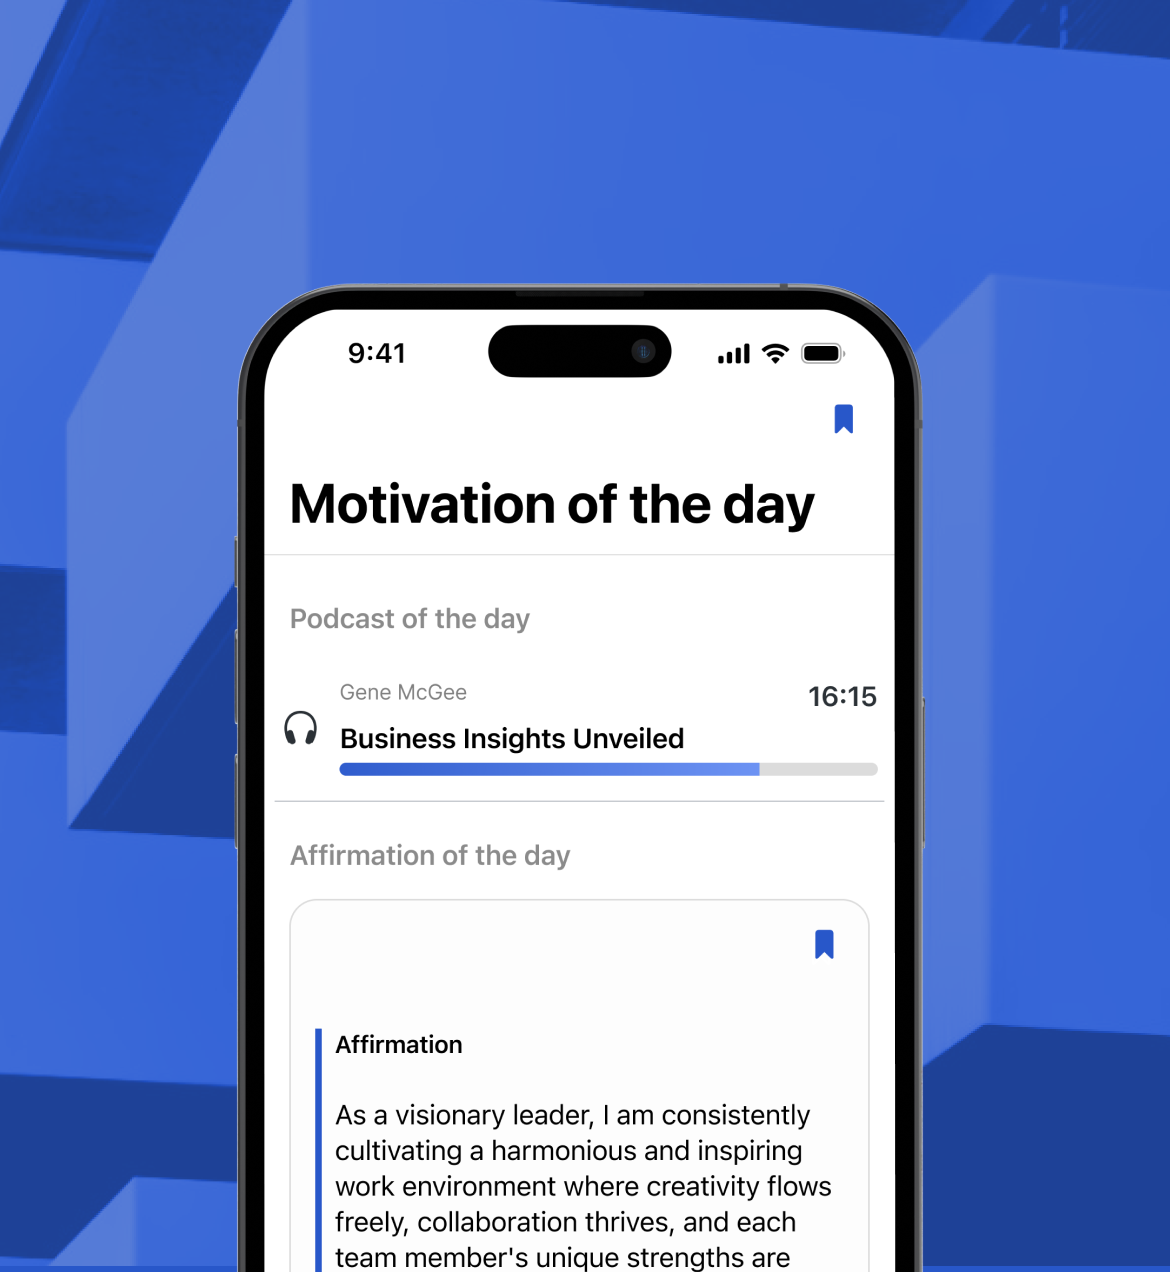 9:41
Motivation of the day
Podcast of the day
Gene McGee
16:15
Business Insights Unveiled
Affirmation of the day
Affirmation
As a visionary leader, I am consistently
cultivating a harmonious and inspiring
work environment where creativity flows
freely, collaboration thrives, and each
team member's unique strengths are